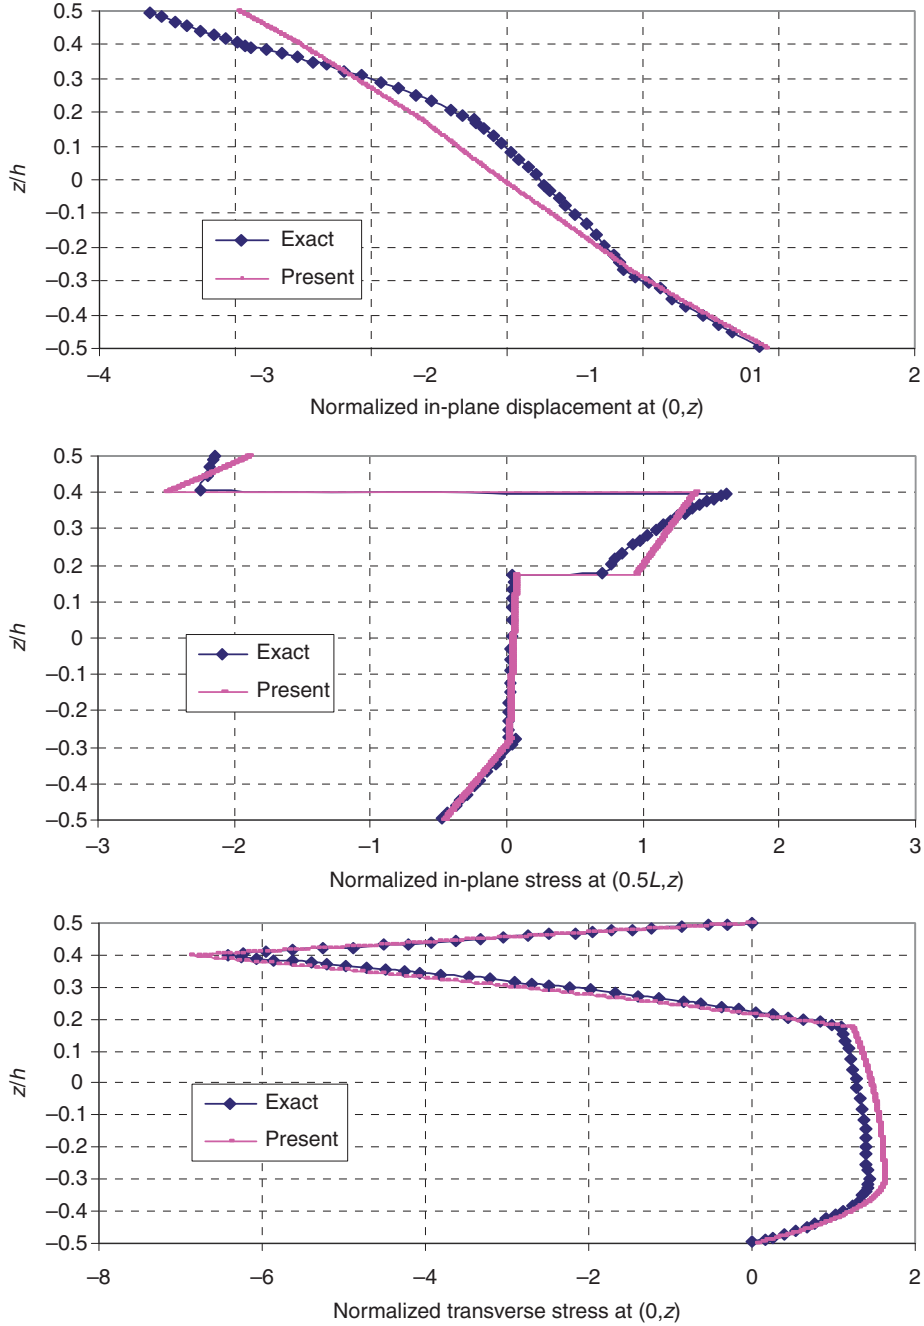 0.5
0.4
0.3
0.2
0.1
0
–0.1
–0.2
–0.3
–0.4
–0.5
z/h
Exact
Present
–4 –3 –2 –1 01 2
Normalized in-plane displacement at (0,z)
0.5
0.4
0.3
0.2
0.1
0
–0.1
–0.2
–0.3
–0.4
–0.5
z/h
Exact
Present
–3 –2 –1 0 1 2 3
Normalized in-plane stress at (0.5L,z)
0.5
0.4
0.3
0.2
0.1
0
–0.1
–0.2
–0.3
–0.4
–0.5
z/h
Exact
Present
–8 –6 –4 –2 0 2
Normalized transverse stress at (0,z)